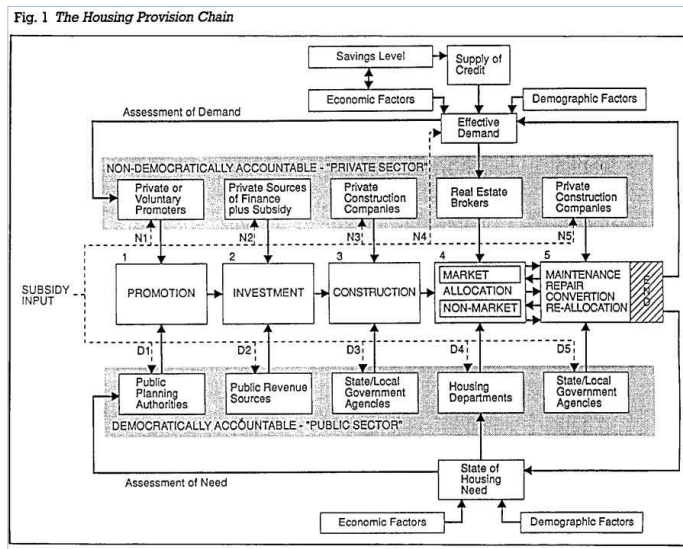 Fig. 1 The Housing Provision Chain
Savings Level
Supply of
Credit
Economic Factors
Demographic Factors
Assessment of Demand
Effective
Demand
NON-DEMOCRATICALLY ACCOUNTABLE - "PRIVATE SECTOR"
Private or
Voluntary
Promoters
Private Sources
of Finance
plus Subsidy
Private
Construction
Companies
Real Estate
Brokers
Private
Construction
Companies
N1
N2
N3
N4
N5
SUBSIDY
INPUT
1
PROMOTION
2
INVESTMENT
3
CONSTRUCTION
4
MARKET
ALLOCATION
NON-MARKET
5
MAINTENANCE
REPAIR
CONVERTION
RE-ALLOCATION
END
D1
D2
D3
D4
D5
Public
Planning
Authorities
Public Revenue
Sources
State/Local
Government
Agencies
Housing
Departments
State/Local
Government
Agencies
DEMOCRATICALLY ACCOUNTABLE - "PUBLIC SECTOR"
Assessment of Need
State of
Housing
Need
Economic Factors
Demographic Factors